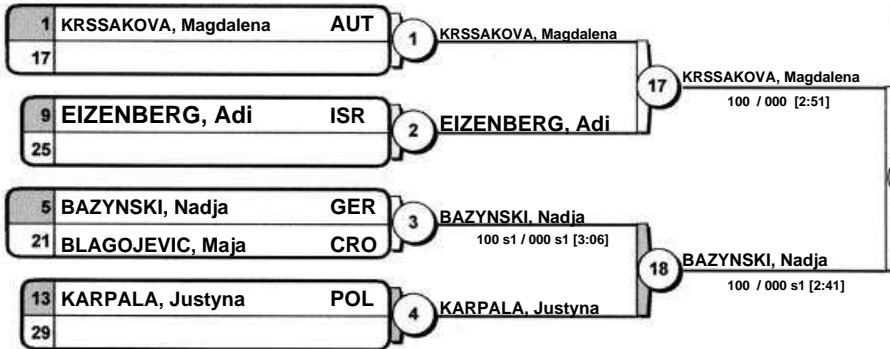 1 KRSSAKOVA, Magdalena AUT
17
1
KRSSAKOVA, Magdalena
9 EIZENBERG, Adi ISR
25
2
EIZENBERG, Adi
17
KRSSAKOVA, Magdalena
100 / 000 [2:51]
5 BAZYNSKI, Nadja GER
21 BLAGOJEVIC, Maja CRO
3
BAZYNSKI, Nadja
100 s1 / 000 s1 [3:06]
13 KARPALA, Justyna POL
29
4
KARPALA, Justyna
18
BAZYNSKI, Nadja
100 / 000 s1 [2:41]